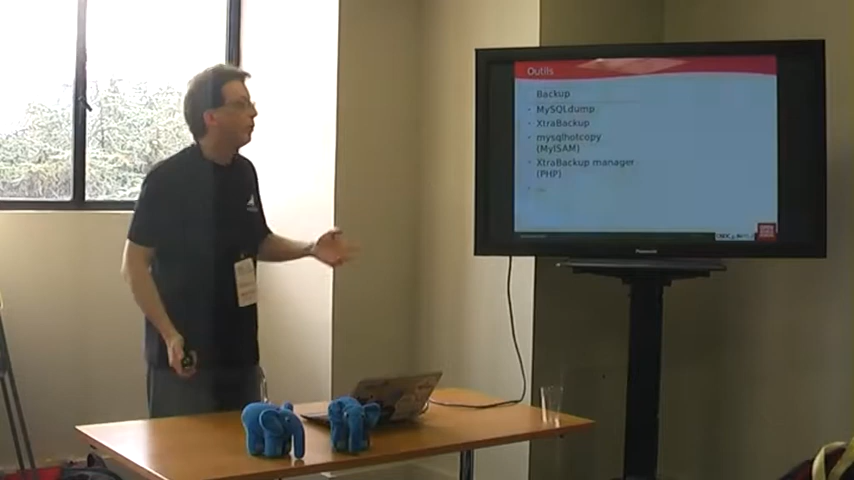 Outils
Backup
MySQLdump
XtraBackup
mysqlhotcopy
(MyISAM)
XtraBackup manager
(PHP)
...